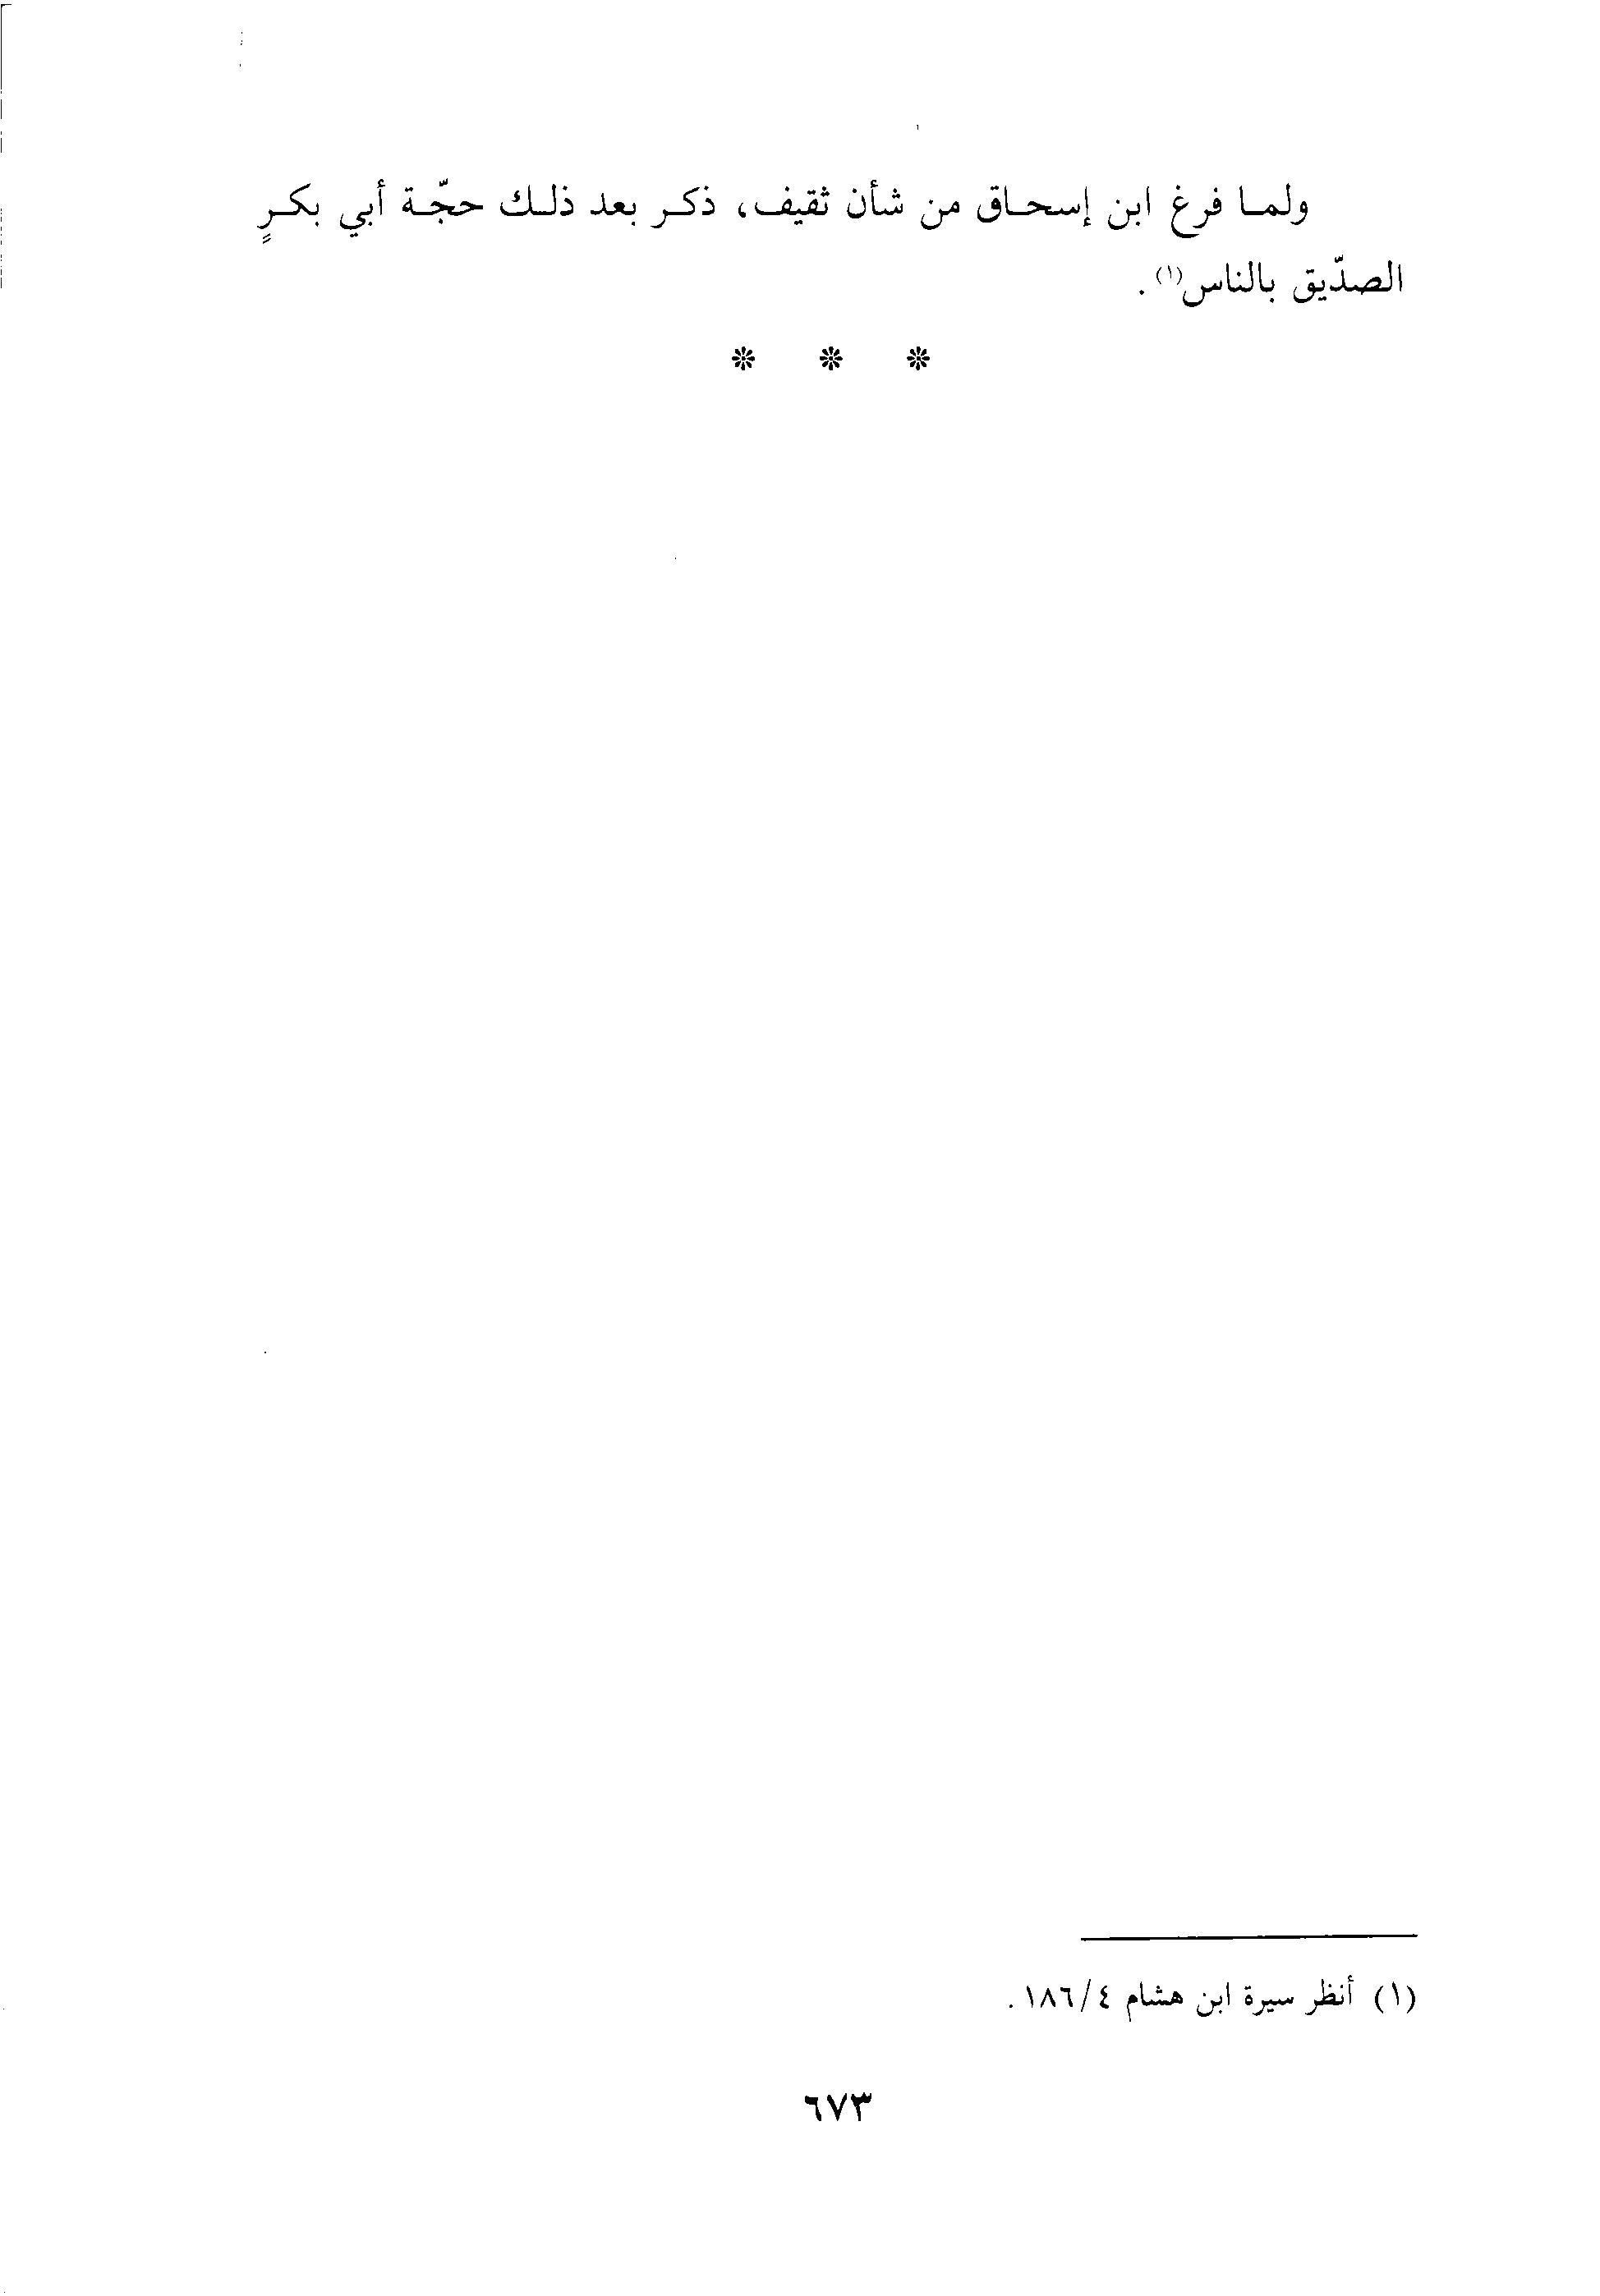 ولما فرغ ابن إسحاق من شأن ثقيف، ذكر بعد ذلك حجّة أبي بكرٍ
الصدّيق بالناس(١).
* * *
(١) أنظر سيرة ابن هشام ١٨٦/٤.
٦٧٣